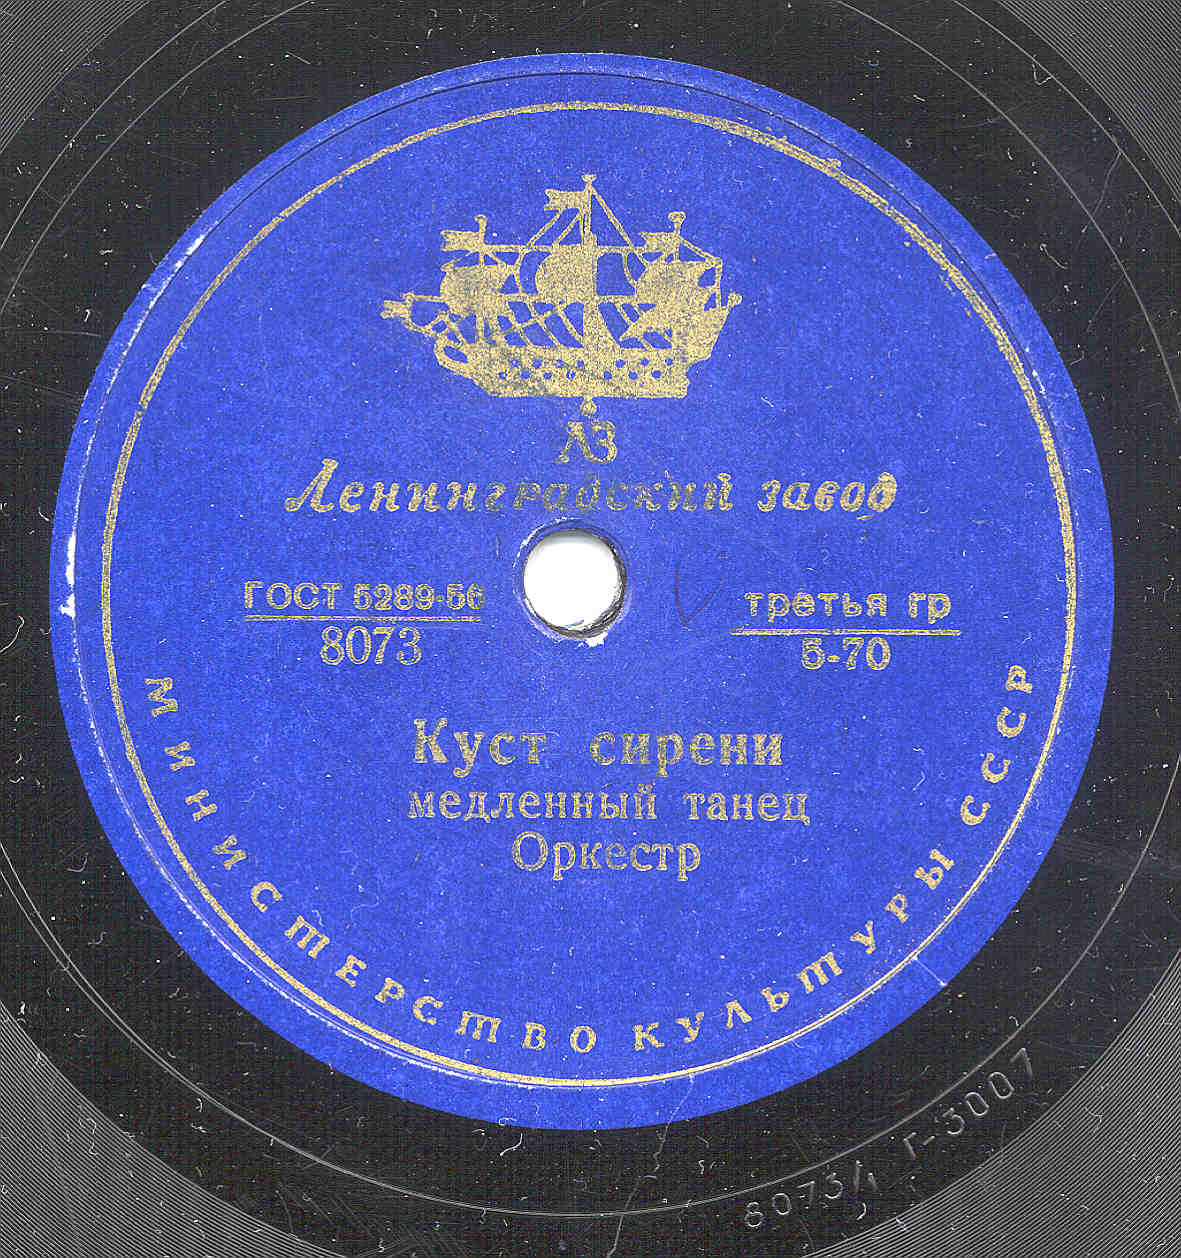 ЛЗ
Ленинградский завод
ГОСТ 5289-56
8073
третья гр
5-70
Куст сирени
медленный танец
Оркестр
МИНИСТЕРСТВО КУЛЬТУРЫ СССР
8073/1 Г-3007